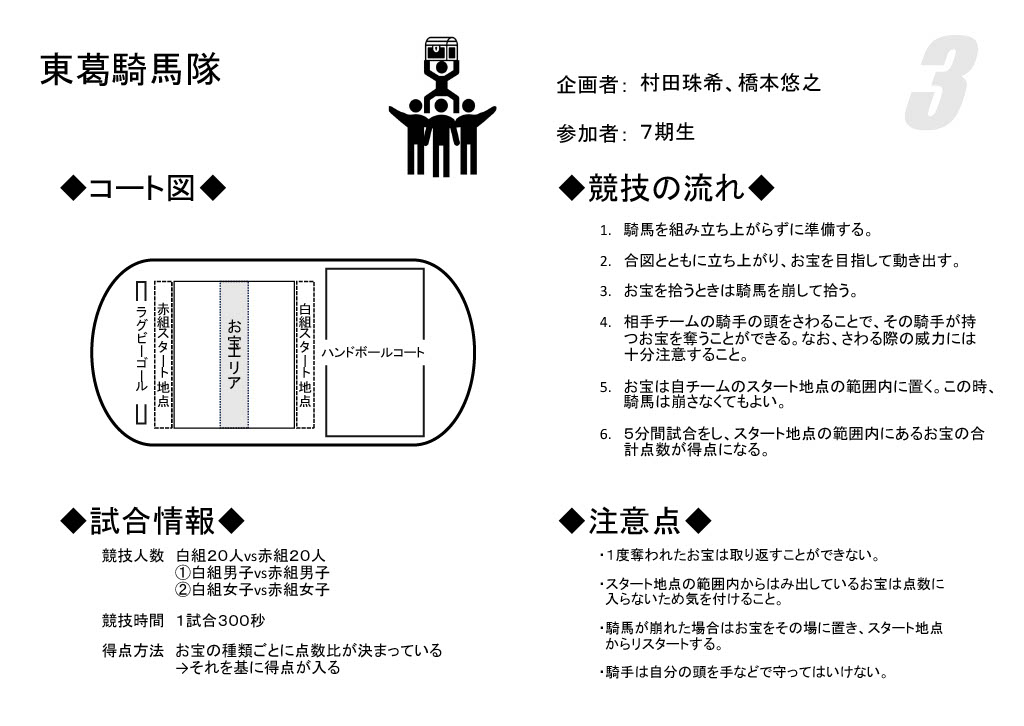 東葛騎馬隊
企画者： 村田珠希、橋本悠之
3
参加者： ７期生
◆コート図◆
ラグビーゴール
赤組スタート地点
お宝エリア
白組スタート地点
ハンドボールコート
◆競技の流れ◆
1. 騎馬を組み立ち上がらずに準備する。
2. 合図とともに立ち上がり、お宝を目指して動き出す。
3. お宝を拾うときは騎馬を崩して拾う。
4. 相手チームの騎手の頭をさわることで、その騎手が持
つお宝を奪うことができる。なお、さわる際の威力には
十分注意すること。
5. お宝は自チームのスタート地点の範囲内に置く。この時、
騎馬は崩さなくてもよい。
6. ５分間試合をし、スタート地点の範囲内にあるお宝の合
計点数が得点になる。
◆試合情報◆
競技人数 白組２０人vs赤組２０人
①白組男子vs赤組男子
②白組女子vs赤組女子
競技時間 １試合３００秒
得点方法 お宝の種類ごとに点数比が決まっている
→それを基に得点が入る
◆注意点◆
・１度奪われたお宝は取り返すことができない。
・スタート地点の範囲内からはみ出しているお宝は点数に
入らないため気を付けること。
・騎馬が崩れた場合はお宝をその場に置き、スタート地点
からリスタートする。
・騎手は自分の頭を手などで守ってはいけない。